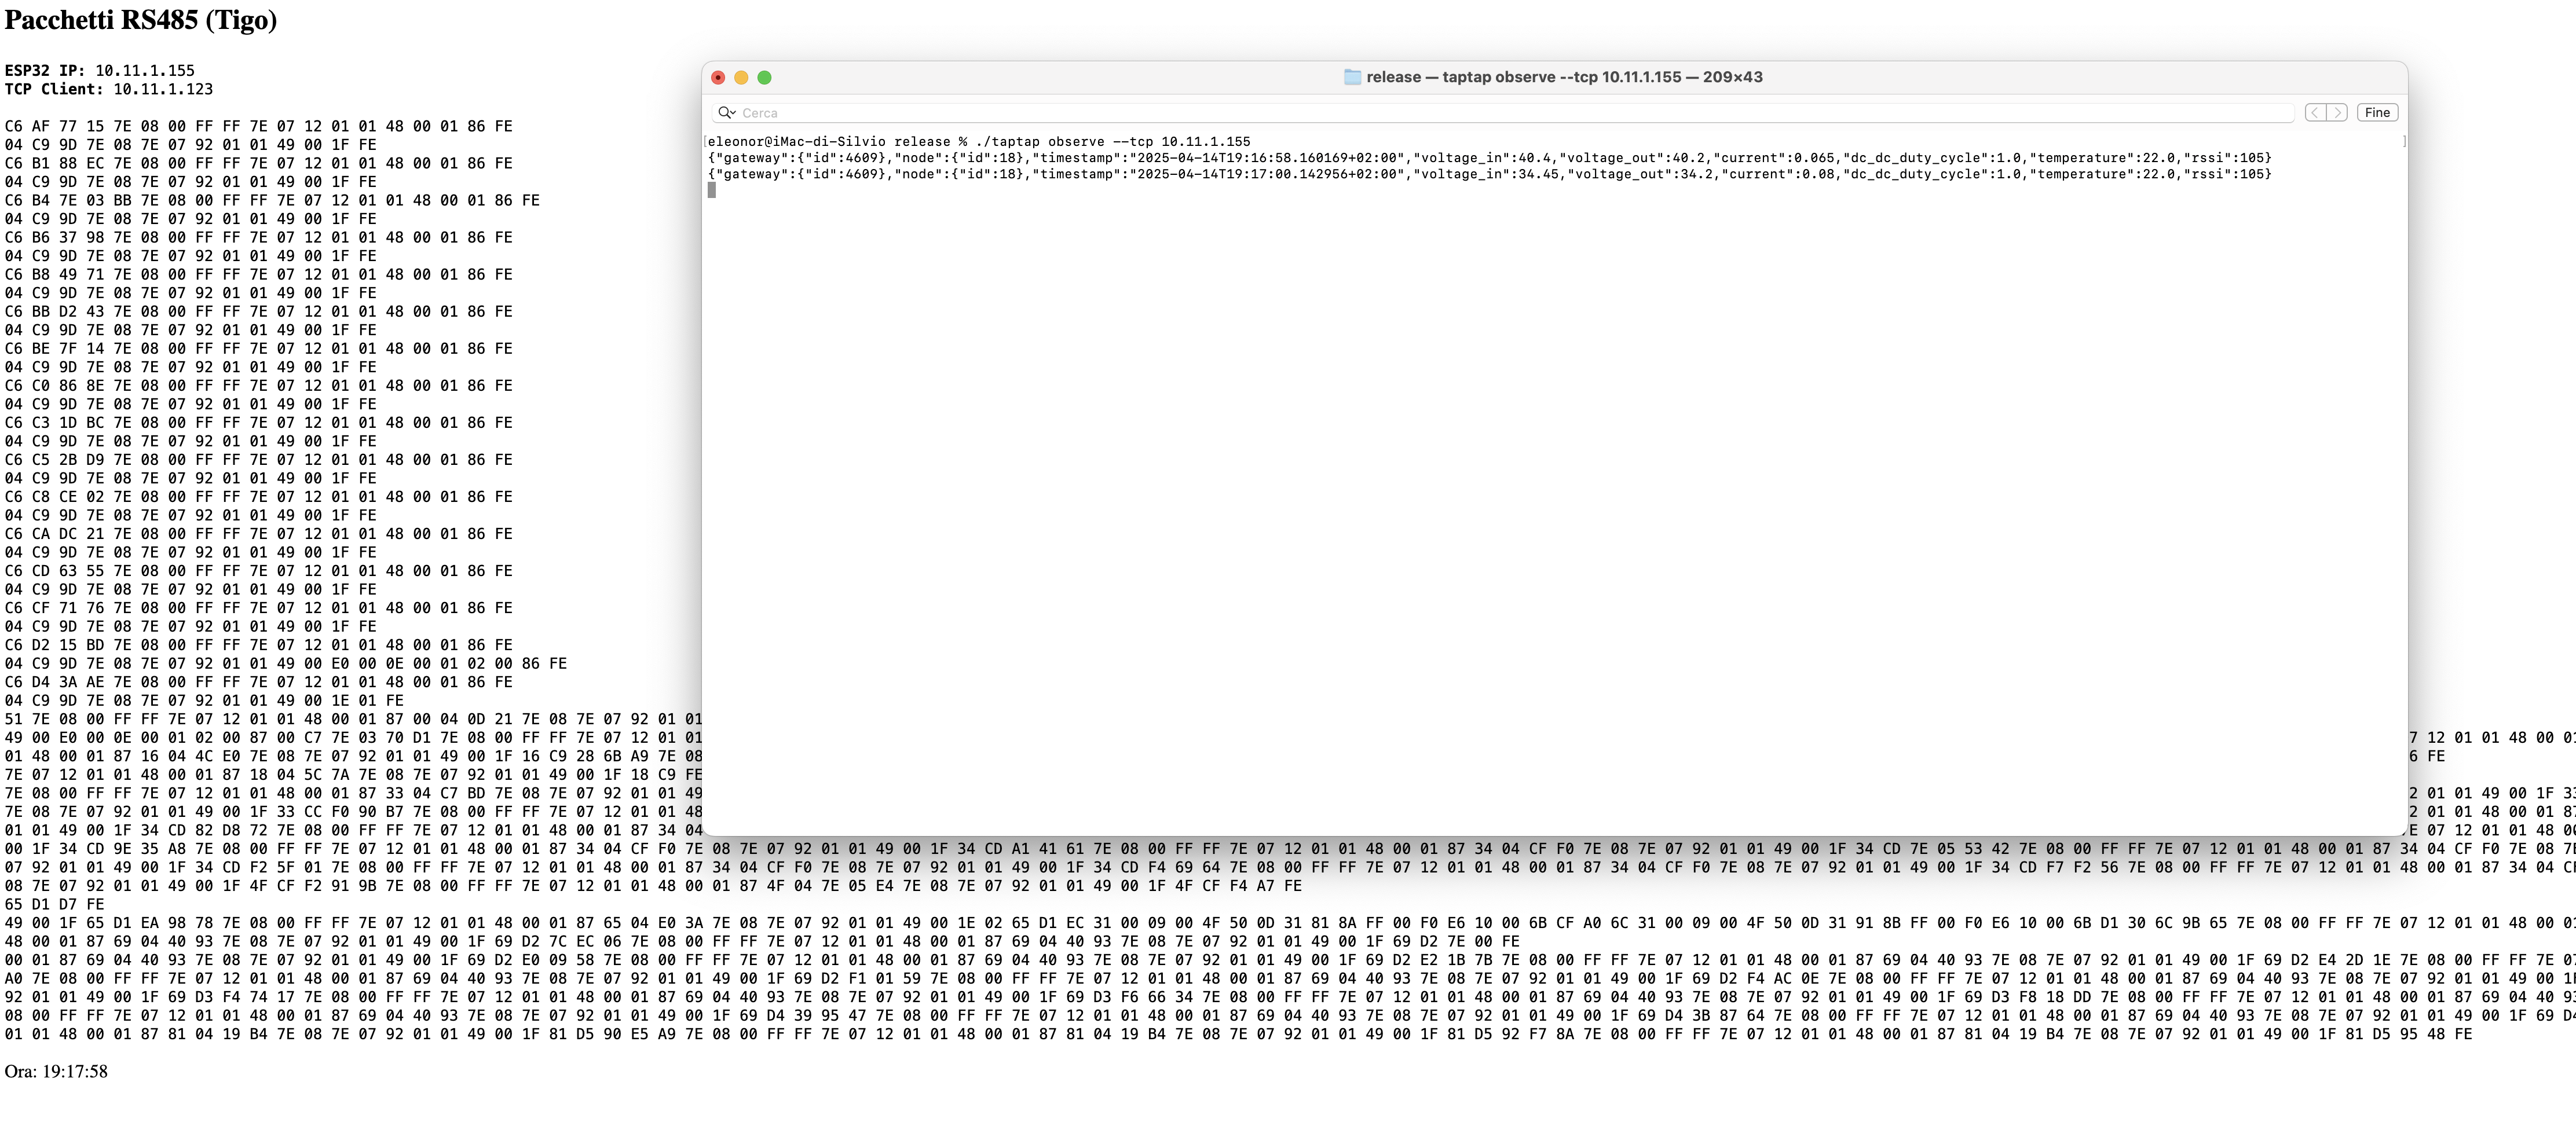 Pacchetti RS485 (Tigo)
ESP32 IP: 10.11.1.155
TCP Client: 10.11.1.123
release — taptap observe --tcp 10.11.1.155 — 209×43
Cerca
Fine
eleonor@iMac-di-Silvio release % ./taptap observe --tcp 10.11.1.155
{"gateway":{"id":4609},"node":{"id":18},"timestamp":"2025-04-14T19:16:58.160169+02:00","voltage_in":40.4,"voltage_out":40.2,"current":0.065,"dc_dc_duty_cycle":1.0,"temperature":22.0,"rssi":105}
{"gateway":{"id":4609},"node":{"id":18},"timestamp":"2025-04-14T19:17:00.142956+02:00","voltage_in":34.45,"voltage_out":34.2,"current":0.08,"dc_dc_duty_cycle":1.0,"temperature":22.0,"rssi":105}
C6 AF 77 15 7E 08 00 FF FF 7E 07 12 01 01 48 00 01 86 FE
04 C9 9D 7E 08 7E 07 92 01 01 49 00 1F FE
C6 B1 88 EC 7E 08 00 FF FF 7E 07 12 01 01 48 00 01 86 FE
04 C9 9D 7E 08 7E 07 92 01 01 49 00 1F FE
C6 B4 7E 03 BB 7E 08 00 FF FF 7E 07 12 01 01 48 00 01 86 FE
04 C9 9D 7E 08 7E 07 92 01 01 49 00 1F FE
C6 B6 37 98 7E 08 00 FF FF 7E 07 12 01 01 48 00 01 86 FE
04 C9 9D 7E 08 7E 07 92 01 01 49 00 1F FE
C6 B8 49 71 7E 08 00 FF FF 7E 07 12 01 01 48 00 01 86 FE
04 C9 9D 7E 08 7E 07 92 01 01 49 00 1F FE
C6 BB D2 43 7E 08 00 FF FF 7E 07 12 01 01 48 00 01 86 FE
04 C9 9D 7E 08 7E 07 92 01 01 49 00 1F FE
C6 BE 7F 14 7E 08 00 FF FF 7E 07 12 01 01 48 00 01 86 FE
04 C9 9D 7E 08 7E 07 92 01 01 49 00 1F FE
C6 C0 86 8E 7E 08 00 FF FF 7E 07 12 01 01 48 00 01 86 FE
04 C9 9D 7E 08 7E 07 92 01 01 49 00 1F FE
C6 C3 1D BC 7E 08 00 FF FF 7E 07 12 01 01 48 00 01 86 FE
04 C9 9D 7E 08 7E 07 92 01 01 49 00 1F FE
C6 C5 2B D9 7E 08 00 FF FF 7E 07 12 01 01 48 00 01 86 FE
04 C9 9D 7E 08 7E 07 92 01 01 49 00 1F FE
C6 C8 CE 02 7E 08 00 FF FF 7E 07 12 01 01 48 00 01 86 FE
04 C9 9D 7E 08 7E 07 92 01 01 49 00 1F FE
C6 CA DC 21 7E 08 00 FF FF 7E 07 12 01 01 48 00 01 86 FE
04 C9 9D 7E 08 7E 07 92 01 01 49 00 1F FE
C6 CD 63 55 7E 08 00 FF FF 7E 07 12 01 01 48 00 01 86 FE
04 C9 9D 7E 08 7E 07 92 01 01 49 00 1F FE
C6 CF 71 76 7E 08 00 FF FF 7E 07 12 01 01 48 00 01 86 FE
04 C9 9D 7E 08 7E 07 92 01 01 49 00 1F FE
C6 D2 15 BD 7E 08 00 FF FF 7E 07 12 01 01 48 00 01 86 FE
04 C9 9D 7E 08 7E 07 92 01 01 49 00 E0 00 0E 00 01 02 00 86 FE
C6 D4 3A AE 7E 08 00 FF FF 7E 07 12 01 01 48 00 01 86 FE
04 C9 9D 7E 08 7E 07 92 01 01 49 00 1E 01 FE
51 7E 08 00 FF FF 7E 07 12 01 01 48 00 01 87 00 04 0D 21 7E 08 7E 07 92 01 01
49 00 E0 00 0E 00 01 02 00 87 00 C7 7E 03 70 D1 7E 08 00 FF FF 7E 07 12 01 01 7 12 01 01 48 00
01 48 00 01 87 16 04 4C E0 7E 08 7E 07 92 01 01 49 00 1F 16 C9 28 6B A9 7E 08 6 FE
7E 07 12 01 01 48 00 01 87 18 04 5C 7A 7E 08 7E 07 92 01 01 49 00 1F 18 C9 FE
7E 08 00 FF FF 7E 07 12 01 01 48 00 01 87 33 04 C7 BD 7E 08 7E 07 92 01 01 49 2 01 01 49 00 1F
7E 08 7E 07 92 01 01 49 00 1F 33 CC F0 90 B7 7E 08 00 FF FF 7E 07 12 01 01 48 2 01 01 48 00 01
01 01 49 00 1F 34 CD 82 D8 72 7E 08 00 FF FF 7E 07 12 01 01 48 00 01 87 34 04 7E 07 12 01 01 48
00 1F 34 CD 9E 35 A8 7E 08 00 FF FF 7E 07 12 01 01 48 00 01 87 34 04 CF F0 7E 08 7E 07 92 01 01 49 00 1F 34 CD A1 41 61 7E 08 00 FF FF 7E 07 12 01 01 48 00 01 87 34 04 CF F0 7E 08 7E 07 92 01 01 49 00 1F 34 CD 7E 05 53 42 7E 08 00 FF FF 7E 07 12 01 01 48 00 01 87 34 04 CF F0 7E 08
07 92 01 01 49 00 1F 34 CD F2 5F 01 7E 08 00 FF FF 7E 07 12 01 01 48 00 01 87 34 04 CF F0 7E 08 7E 07 92 01 01 49 00 1F 34 CD F4 69 64 7E 08 00 FF FF 7E 07 12 01 01 48 00 01 87 34 04 CF F0 7E 08 7E 07 92 01 01 49 00 1F 34 CD F7 F2 56 7E 08 00 FF FF 7E 07 12 01 01 48 00 01 87 34 04
08 7E 07 92 01 01 49 00 1F 4F CF F2 91 9B 7E 08 00 FF FF 7E 07 12 01 01 48 00 01 87 4F 04 7E 05 E4 7E 08 7E 07 92 01 01 49 00 1F 4F CF F4 A7 FE
65 D1 D7 FE
49 00 1F 65 D1 EA 98 78 7E 08 00 FF FF 7E 07 12 01 01 48 00 01 87 65 04 E0 3A 7E 08 7E 07 92 01 01 49 00 1E 02 65 D1 EC 31 00 09 00 4F 50 0D 31 81 8A FF 00 F0 E6 10 00 6B CF A0 6C 31 00 09 00 4F 50 0D 31 91 8B FF 00 F0 E6 10 00 6B D1 30 6C 9B 65 7E 08 00 FF FF 7E 07 12 01 01 48 00
48 00 01 87 69 04 40 93 7E 08 7E 07 92 01 01 49 00 1F 69 D2 7C EC 06 7E 08 00 FF FF 7E 07 12 01 01 48 00 01 87 69 04 40 93 7E 08 7E 07 92 01 01 49 00 1F 69 D2 7E 00 FE
00 01 87 69 04 40 93 7E 08 7E 07 92 01 01 49 00 1F 69 D2 E0 09 58 7E 08 00 FF FF 7E 07 12 01 01 48 00 01 87 69 04 40 93 7E 08 7E 07 92 01 01 49 00 1F 69 D2 E2 1B 7B 7E 08 00 FF FF 7E 07 12 01 01 48 00 01 87 69 04 40 93 7E 08 7E 07 92 01 01 49 00 1F 69 D2 E4 2D 1E 7E 08 00 FF FF 7E
A0 7E 08 00 FF FF 7E 07 12 01 01 48 00 01 87 69 04 40 93 7E 08 7E 07 92 01 01 49 00 1F 69 D2 F1 01 59 7E 08 00 FF FF 7E 07 12 01 01 48 00 01 87 69 04 40 93 7E 08 7E 07 92 01 01 49 00 1F 69 D2 F4 AC 0E 7E 08 00 FF FF 7E 07 12 01 01 48 00 01 87 69 04 40 93 7E 08 7E 07 92 01 01 49 00
92 01 01 49 00 1F 69 D3 F4 74 17 7E 08 00 FF FF 7E 07 12 01 01 48 00 01 87 69 04 40 93 7E 08 7E 07 92 01 01 49 00 1F 69 D3 F6 66 34 7E 08 00 FF FF 7E 07 12 01 01 48 00 01 87 69 04 40 93 7E 08 7E 07 92 01 01 49 00 1F 69 D3 F8 18 DD 7E 08 00 FF FF 7E 07 12 01 01 48 00 01 87 69 04 40 93
08 00 FF FF 7E 07 12 01 01 48 00 01 87 69 04 40 93 7E 08 7E 07 92 01 01 49 00 1F 69 D4 39 95 47 7E 08 00 FF FF 7E 07 12 01 01 48 00 01 87 69 04 40 93 7E 08 7E 07 92 01 01 49 00 1F 69 D4 3B 87 64 7E 08 00 FF FF 7E 07 12 01 01 48 00 01 87 69 04 40 93 7E 08 7E 07 92 01 01 49 00 1F 69
01 01 48 00 01 87 81 04 19 B4 7E 08 7E 07 92 01 01 49 00 1F 81 D5 90 E5 A9 7E 08 00 FF FF 7E 07 12 01 01 48 00 01 87 81 04 19 B4 7E 08 7E 07 92 01 01 49 00 1F 81 D5 92 F7 8A 7E 08 00 FF FF 7E 07 12 01 01 48 00 01 87 81 04 19 B4 7E 08 7E 07 92 01 01 49 00 1F 81 D5 95 48 FE
Ora: 19:17:58